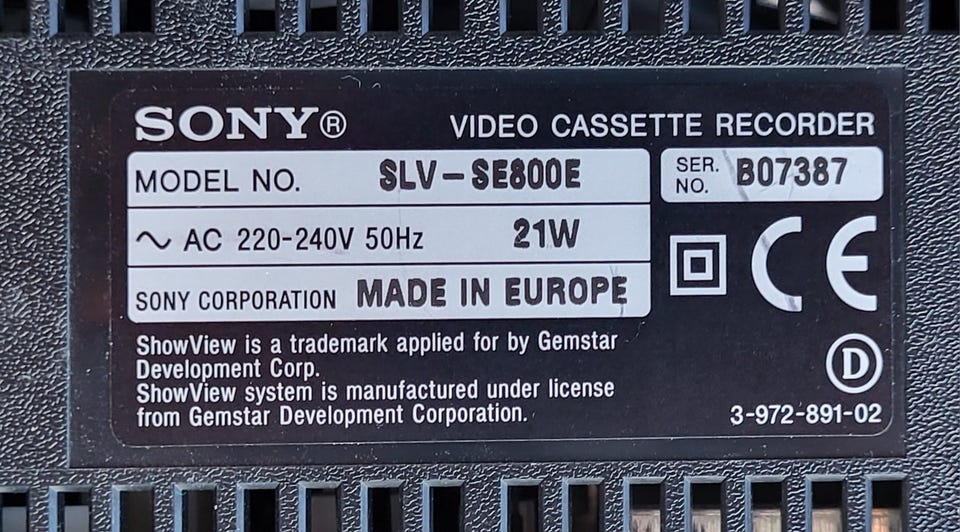 SONY®
VIDEO CASSETTE RECORDER
MODEL NO. SLV-SE800E
SER. NO. B07387
~ AC 220-240V 50Hz 21W
SONY CORPORATION MADE IN EUROPE
CE
ShowView is a trademark applied for by Gemstar
Development Corp.
ShowView system is manufactured under license
from Gemstar Development Corporation.
D
3-972-891-02